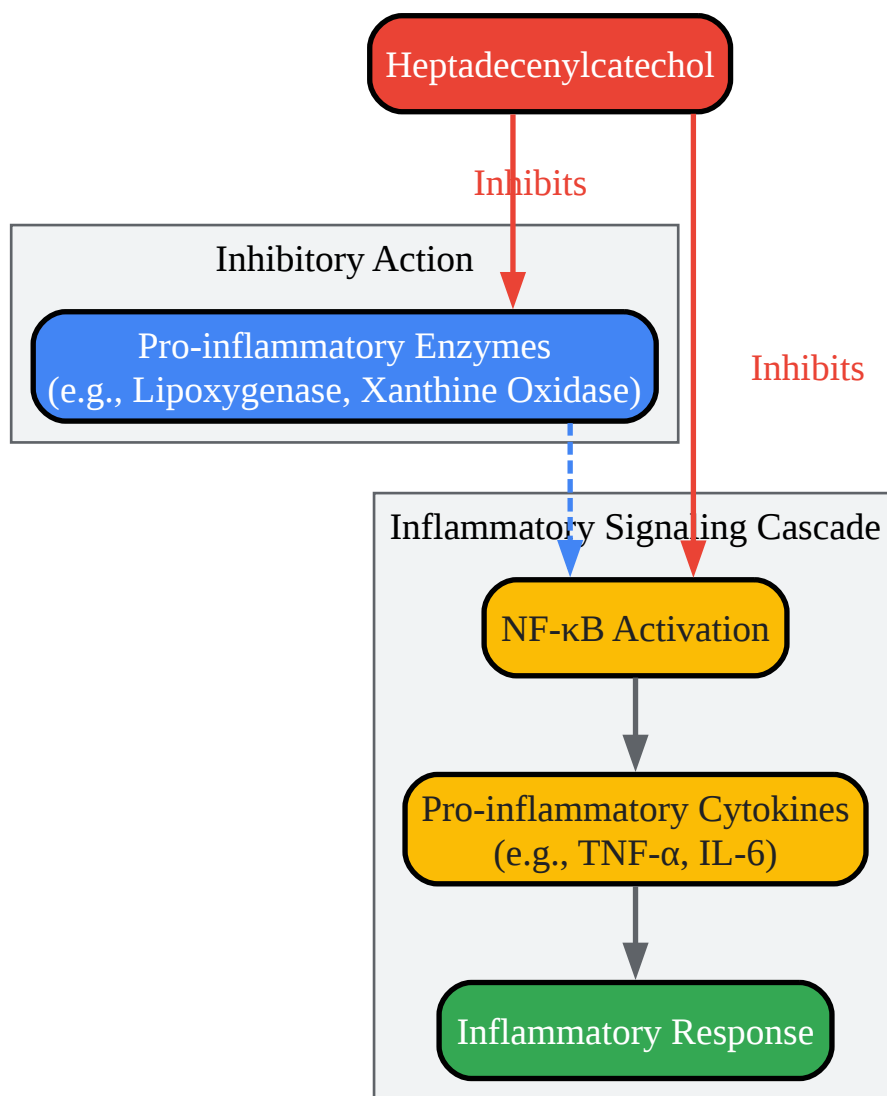 Heptadecenylcatechol
Inhibits
Inhibitory Action
Pro-inflammatory Enzymes
(e.g., Lipoxygenase, Xanthine Oxidase)
Inhibits
Inflammatory Signaling Cascade
NF-κB Activation
Pro-inflammatory Cytokines
(e.g., TNF-α, IL-6)
Inflammatory Response